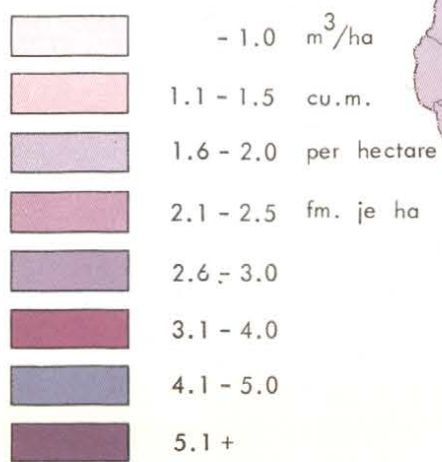 - 1.0 m³/ha
1.1 - 1.5 cu.m.
1.6 - 2.0 per hectare
2.1 - 2.5 fm. je ha
2.6 - 3.0
3.1 - 4.0
4.1 - 5.0
5.1 +